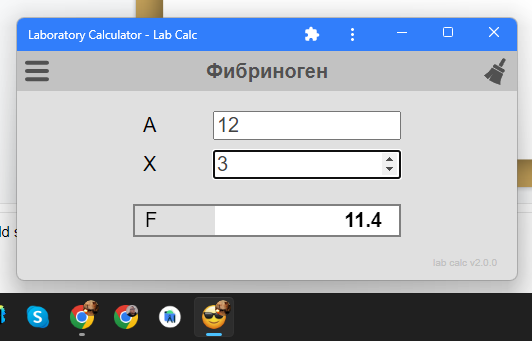 Laboratory Calculator - Lab Calc
Фибриноген
A 12
X 3
F 11.4
lab calc v2.0.0